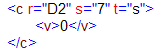 <c r="D2" s="7" t="s">
<v>0</v>
</c>